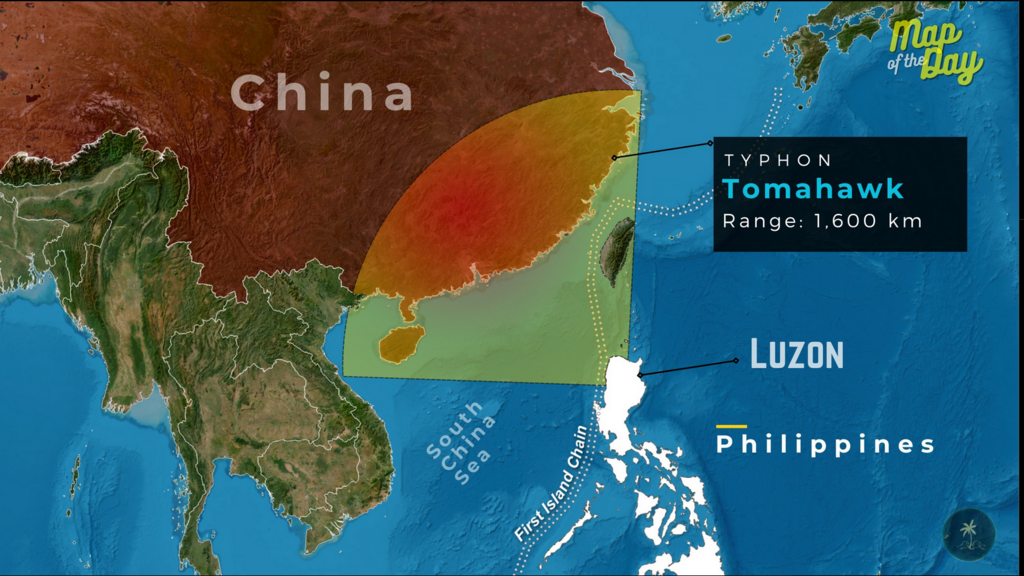 Map
of the
Day
China
TYPHON
Tomahawk
Range: 1,600 km
LUZON
Philippines
South
China
Sea
First Island Chain